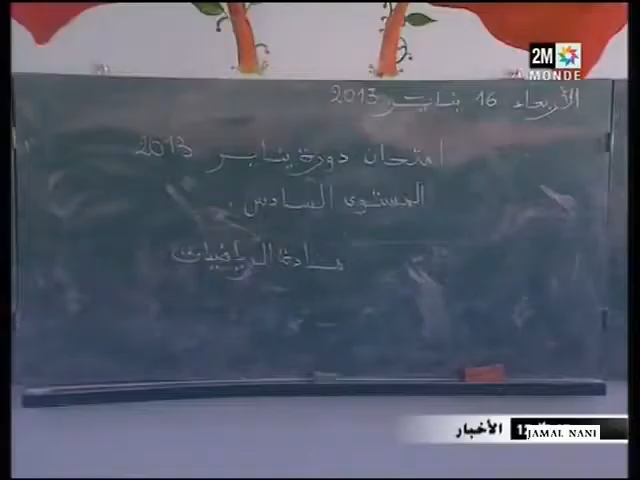 2M
MONDE
الأربعاء 16 يناير 2013
امتحان دورة يناير 2013
المستوى السادس.
مادة الرياضيات
الأخبار
JAMAL NANI